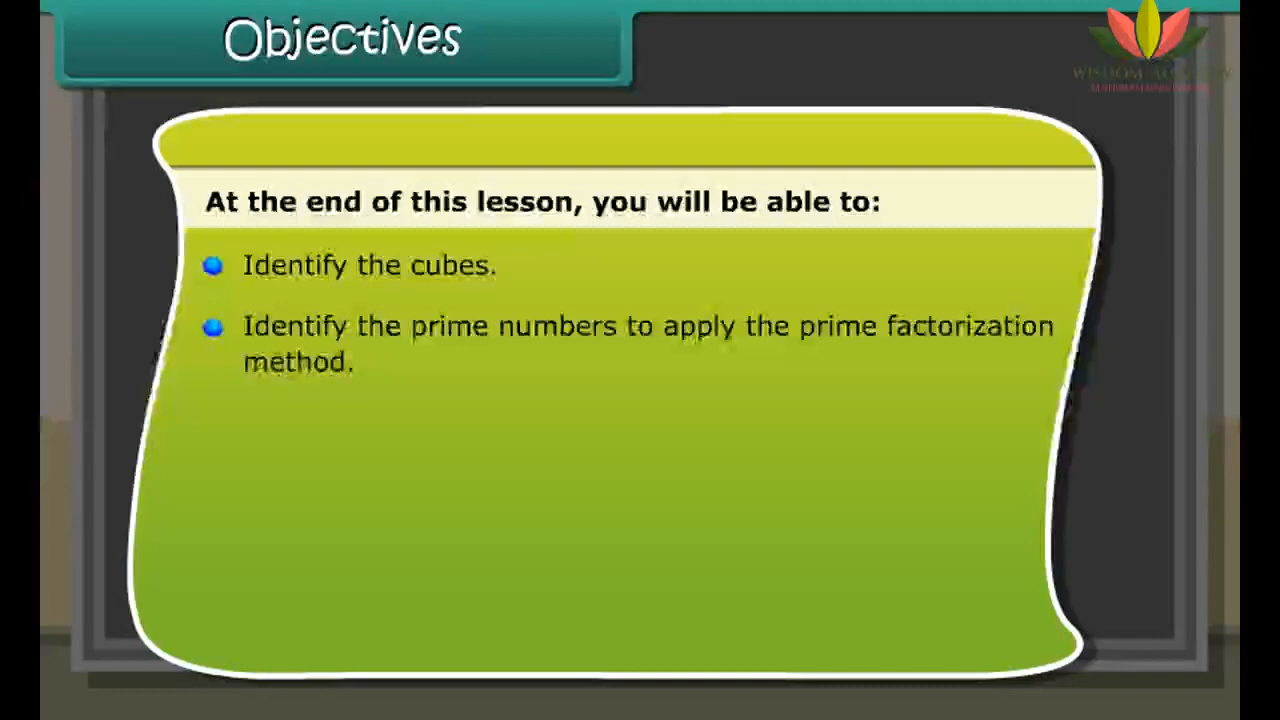 Objectives
At the end of this lesson, you will be able to:
Identify the cubes.
Identify the prime numbers to apply the prime factorization
method.